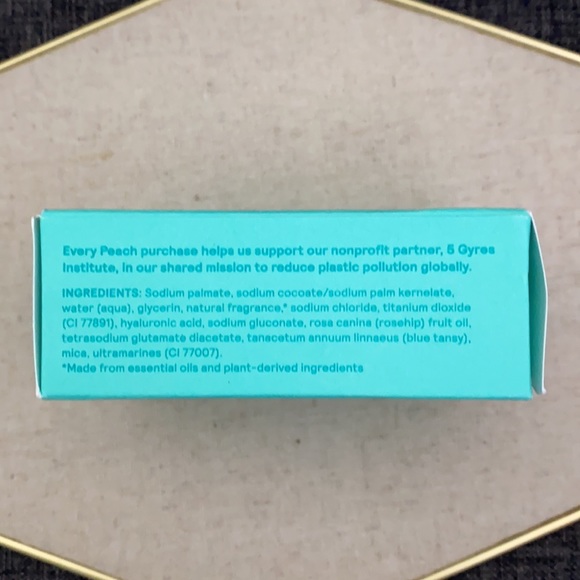 Every Peach purchase helps us support our nonprofit partner, 5 Gyres
Institute, in our shared mission to reduce plastic pollution globally.
INGREDIENTS: Sodium palmate, sodium cocoate/sodium palm kernelate,
water (aqua), glycerin, natural fragrance,* sodium chloride, titanium dioxide
(CI 77891), hyaluronic acid, sodium gluconate, rosa canina (rosehip) fruit oil,
tetrasodium glutamate diacetate, tanacetum annuum linnaeus (blue tansy),
mica, ultramarines (CI 77007).
*Made from essential oils and plant-derived ingredients